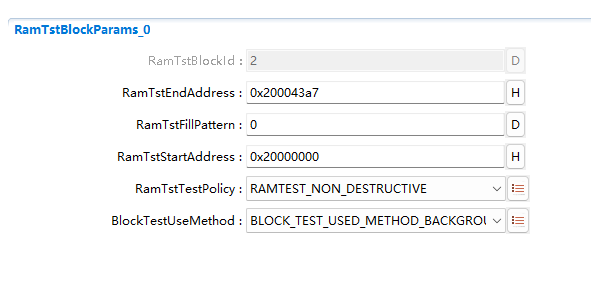 RamTstBlockParams_0
RamTstBlockId : 2 D
RamTstEndAddress : 0x200043a7 H
RamTstFillPattern : 0 D
RamTstStartAddress : 0x20000000 H
RamTstTestPolicy : RAMTEST_NON_DESTRUCTIVE
BlockTestUseMethod : BLOCK_TEST_USED_METHOD_BACKGROU